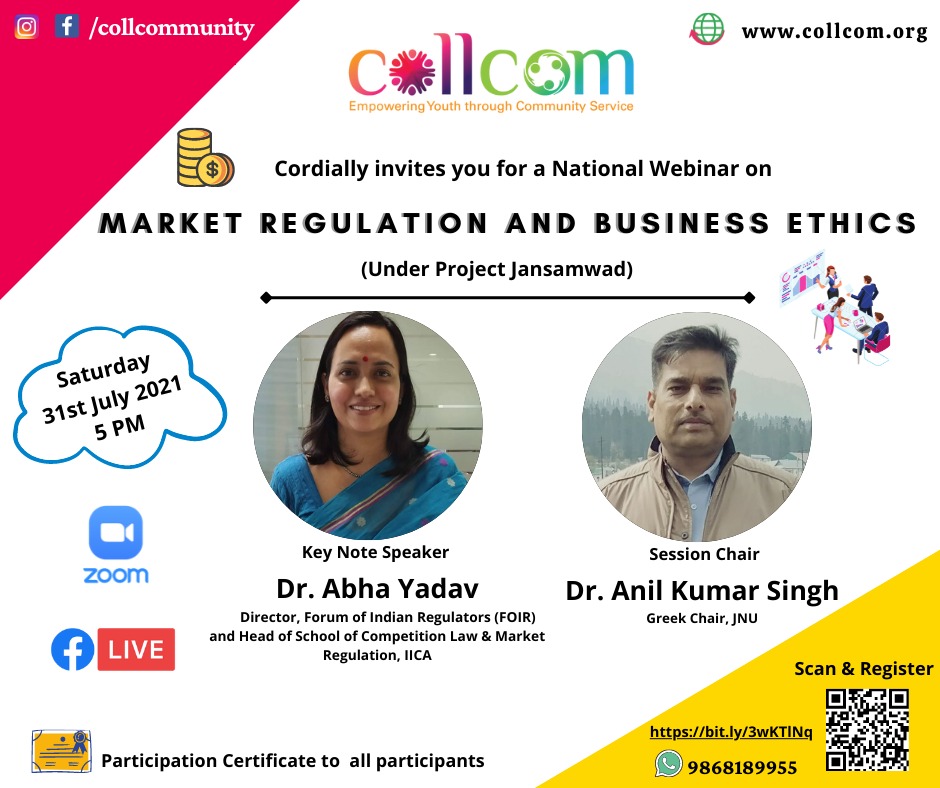 /collcommunity
www.collcom.org
collcom
Empowering Youth through Community Service
Cordially invites you for a National Webinar on
MARKET REGULATION AND BUSINESS ETHICS
(Under Project Jansamwad)
Saturday
31st July 2021
5 PM
zoom
LIVE
Key Note Speaker
Dr. Abha Yadav
Director, Forum of Indian Regulators (FOIR)
and Head of School of Competition Law & Market
Regulation, IICA
Session Chair
Dr. Anil Kumar Singh
Greek Chair, JNU
Scan & Register
https://bit.ly/3wKTlNq
9868189955
Participation Certificate to all participants